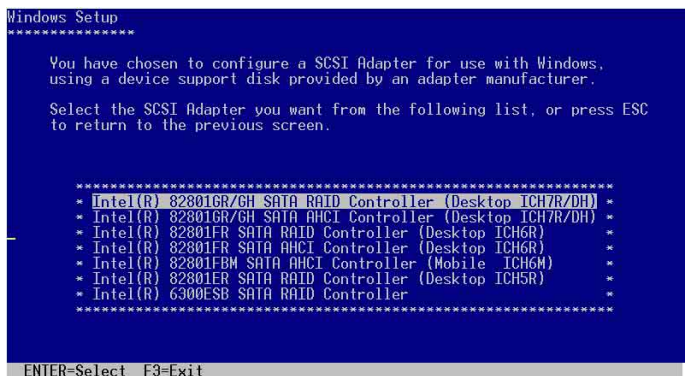 Windows Setup
***************
You have chosen to configure a SCSI Adapter for use with Windows,
using a device support disk provided by an adapter manufacturer.
Select the SCSI Adapter you want from the following list, or press ESC
to return to the previous screen.
****************************************************************
* Intel(R) 82801GR/GH SATA RAID Controller (Desktop ICH7R/DH) *
* Intel(R) 82801GR/GH SATA AHCI Controller (Desktop ICH7R/DH) *
* Intel(R) 82801FR SATA RAID Controller (Desktop ICH6R) *
* Intel(R) 82801FR SATA AHCI Controller (Desktop ICH6R) *
* Intel(R) 82801FBM SATA AHCI Controller (Mobile  ICH6M) *
* Intel(R) 82801ER SATA RAID Controller (Desktop ICH5R) *
* Intel(R) 6300ESB SATA RAID Controller *
****************************************************************
ENTER=Select  F3=Exit